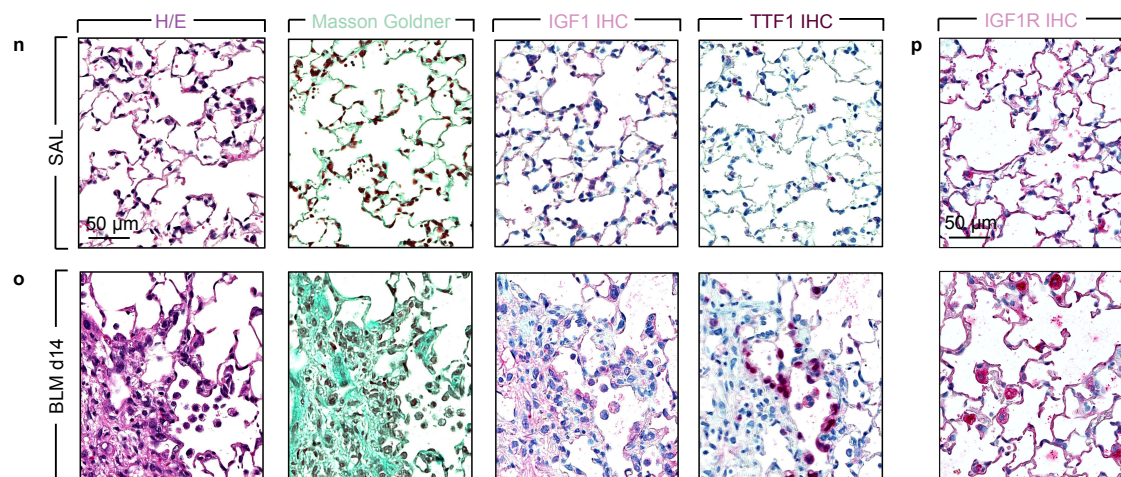 H/E Masson Goldner IGF1 IHC TTF1 IHC IGF1R IHC
n p
SAL
50 µm 50 µm
o
BLM d14